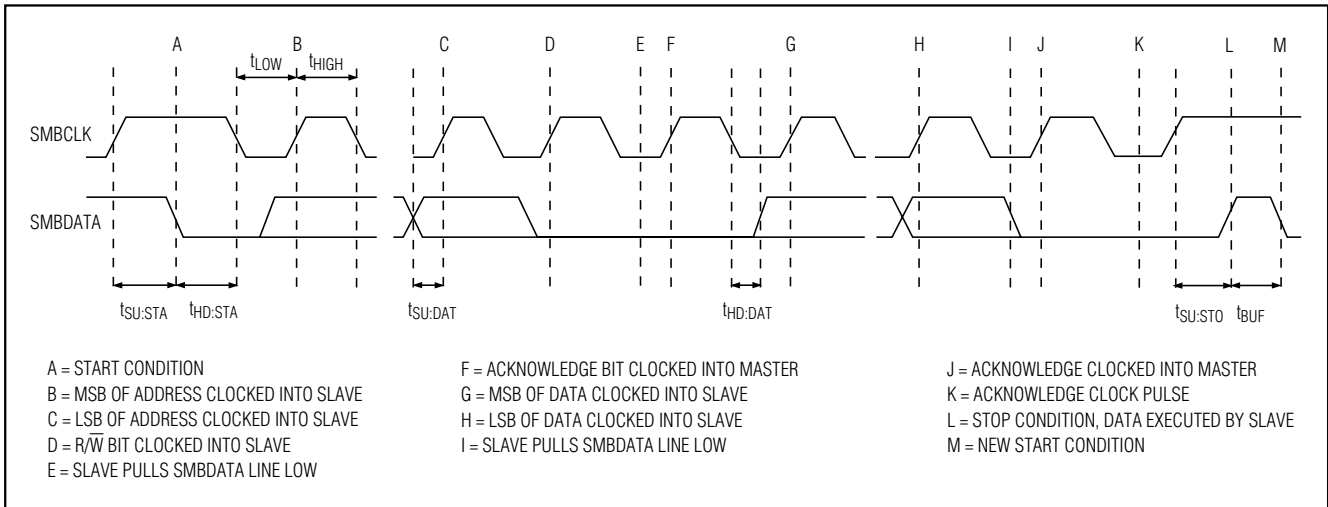 A B C D E F G H I J K L M
tLOW tHIGH
SMBCLK
SMBDATA
tSU:STA tHD:STA tSU:DAT tHD:DAT tSU:STO tBUF
A = START CONDITION
B = MSB OF ADDRESS CLOCKED INTO SLAVE
C = LSB OF ADDRESS CLOCKED INTO SLAVE
D = R/W̅ BIT CLOCKED INTO SLAVE
E = SLAVE PULLS SMBDATA LINE LOW
F = ACKNOWLEDGE BIT CLOCKED INTO MASTER
G = MSB OF DATA CLOCKED INTO SLAVE
H = LSB OF DATA CLOCKED INTO SLAVE
I = SLAVE PULLS SMBDATA LINE LOW
J = ACKNOWLEDGE CLOCKED INTO MASTER
K = ACKNOWLEDGE CLOCK PULSE
L = STOP CONDITION, DATA EXECUTED BY SLAVE
M = NEW START CONDITION